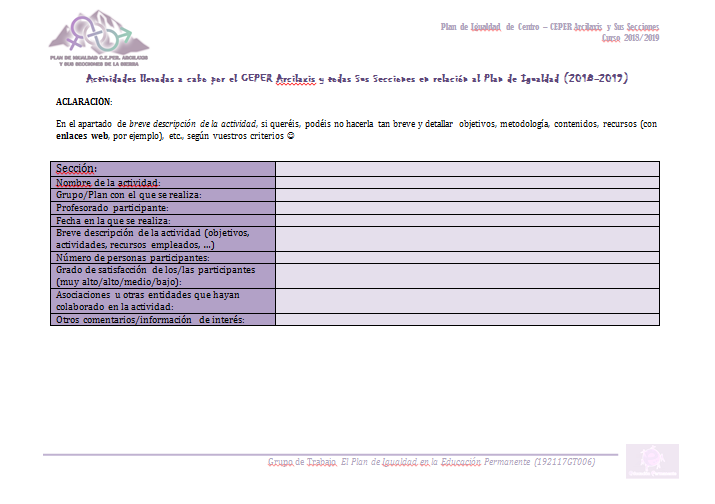 Plan de Igualdad de Centro – CEPER Arcilaxis y Sus Secciones
Curso 2018/2019
PLAN DE IGUALDAD C.E.PER. ARCILAXIS
Y SUS SECCIONES DE LA SIERRA
Actividades llevadas a cabo por el CEPER Arcilaxis y todas Sus Secciones en relación al Plan de Igualdad (2018-2019)
ACLARACIÓN:
En el apartado de breve descripción de la actividad, si queréis, podéis no hacerla tan breve y detallar objetivos, metodología, contenidos, recursos (con
enlaces web, por ejemplo), etc., según vuestros criterios ☺
Sección:
Nombre de la actividad:
Grupo/Plan con el que se realiza:
Profesorado participante:
Fecha en la que se realiza:
Breve descripción de la actividad (objetivos,
actividades, recursos empleados, …)
Número de personas participantes:
Grado de satisfacción de los/las participantes
(muy alto/alto/medio/bajo):
Asociaciones u otras entidades que hayan
colaborado en la actividad:
Otros comentarios/información de interés:
Grupo de Trabajo, El Plan de Igualdad en la Educación Permanente (192117GT006)